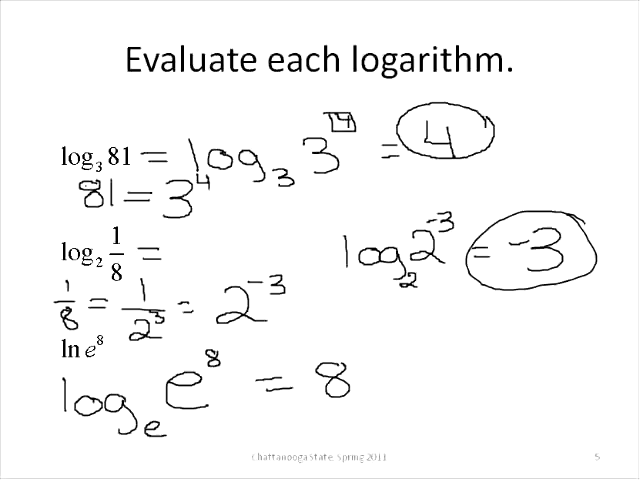 Evaluate each logarithm.
log₃ 81 = log₃ 3⁴ = 4
81 = 3⁴
log₂ 1/8 = log₂ 2⁻³ = -3
1/8 = 1/2³ = 2⁻³
ln e⁸
logₑ e⁸ = 8
Chattanooga State, Spring 2011 5